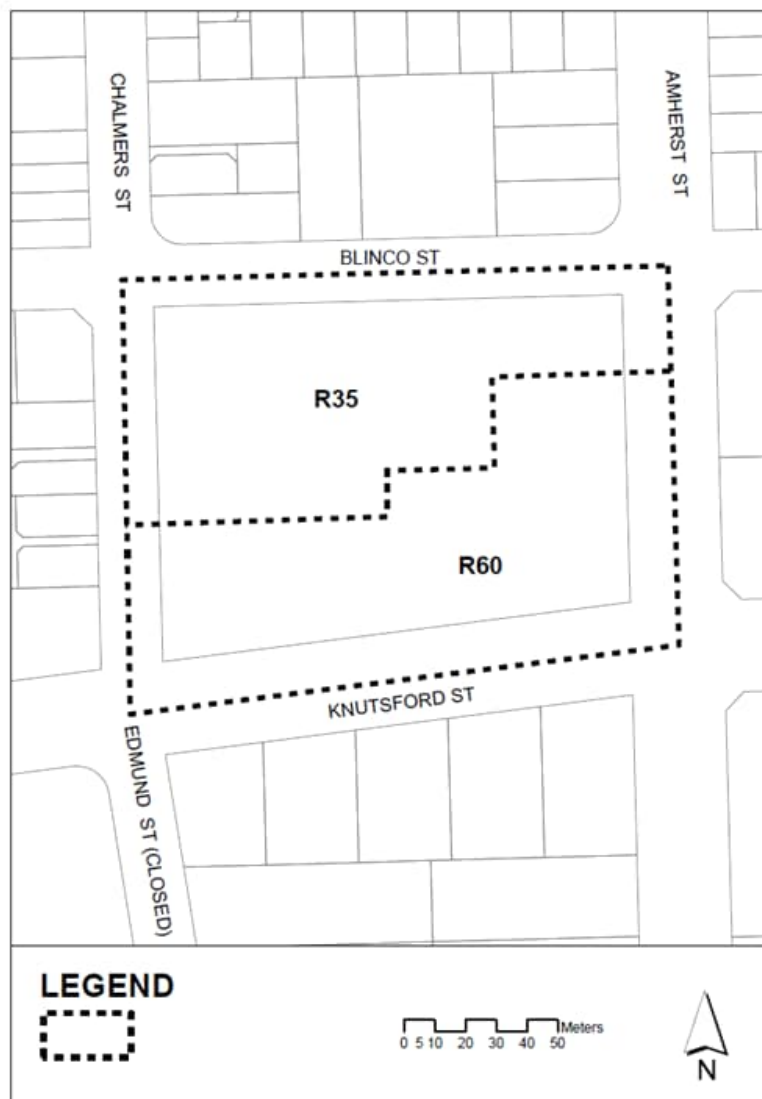 CHALMERS ST
AMHERST ST
BLINCO ST
R35
R60
KNUTSFORD ST
EDMUND ST (CLOSED)
LEGEND
Meters
0 5 10 20 30 40 50
N